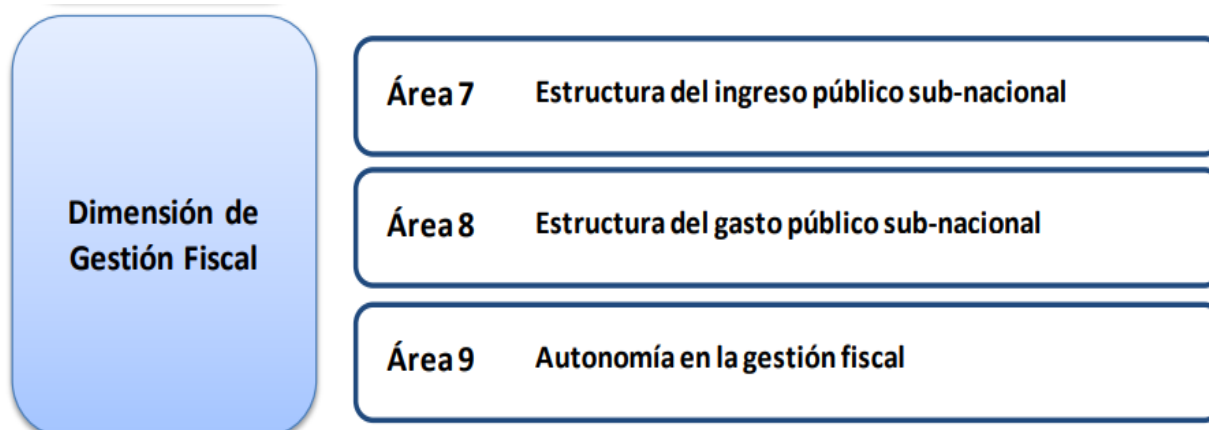 Dimensión de
Gestión Fiscal
Área 7 Estructura del ingreso público sub-nacional
Área 8 Estructura del gasto público sub-nacional
Área 9 Autonomía en la gestión fiscal